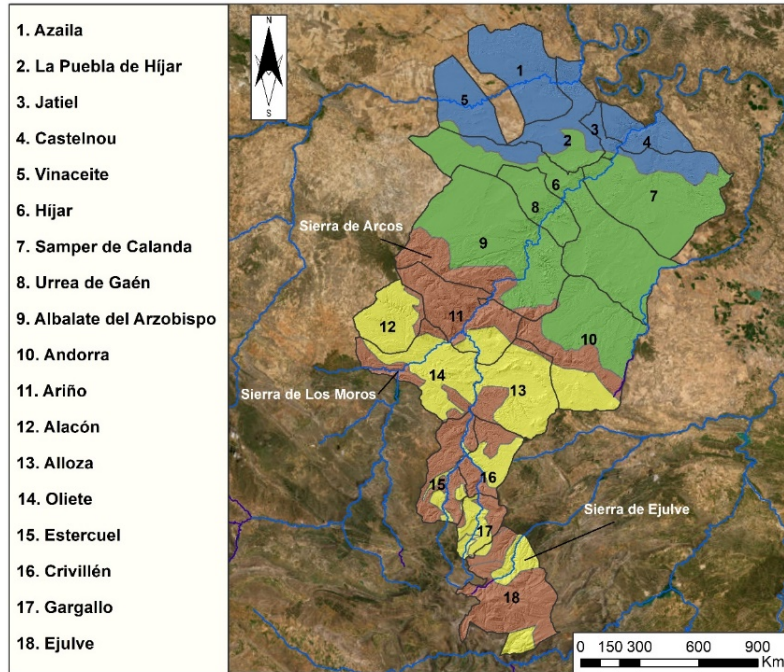 1. Azaila
2. La Puebla de Híjar
3. Jatiel
4. Castelnou
5. Vinaceite
6. Híjar
7. Samper de Calanda
8. Urrea de Gaén
9. Albalate del Arzobispo
10. Andorra
11. Ariño
12. Alacón
13. Alloza
14. Oliete
15. Estercuel
16. Crivillén
17. Gargallo
18. Ejulve
N
S
1
5
2
3
4
6
7
8
Sierra de Arcos
9
11
10
12
14
Sierra de Los Moros
13
15
16
Sierra de Ejulve
17
18
0 150 300 600 900
Km